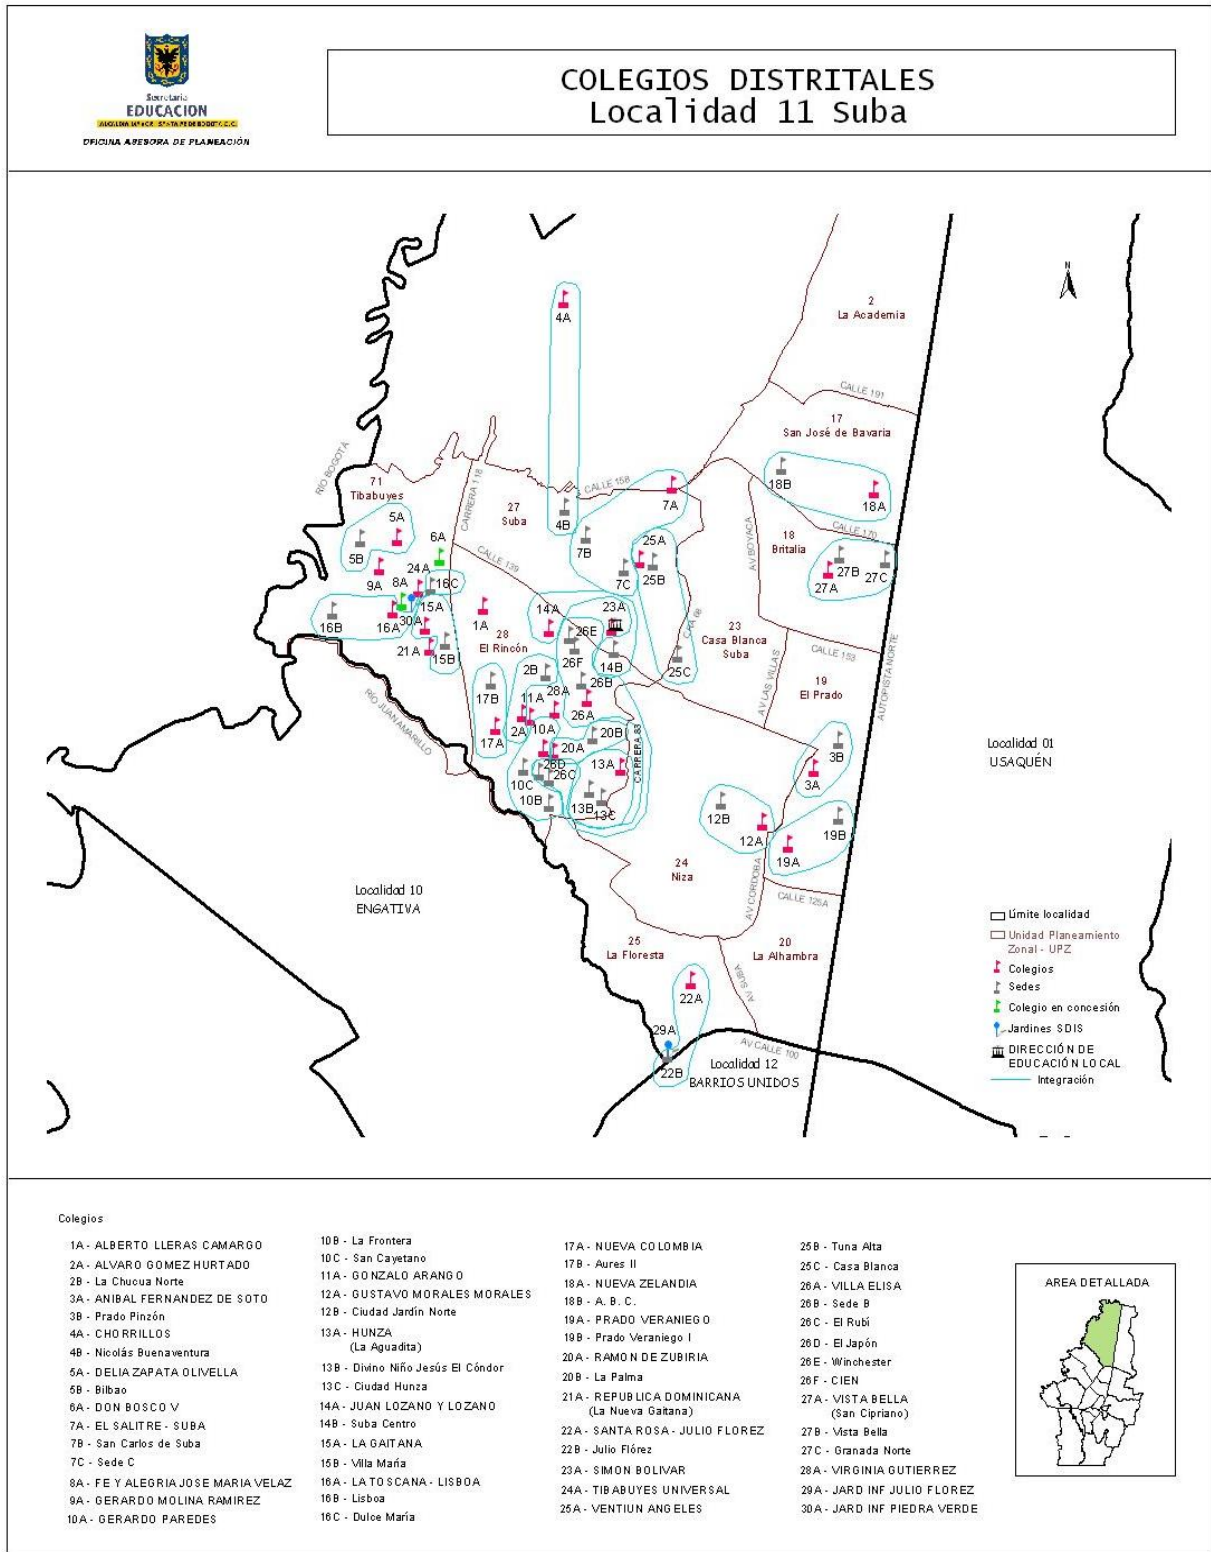 Secretaría
EDUCACION
OFICINA ASESORA DE PLANEACIÓN
COLEGIOS DISTRITALES
Localidad 11 Suba
N
4A
2
La Academia
CALLE 191
17
San José de Bavaria
RÍO BOGOTÁ
71
Tibabuyes
CARRERA 118
27
Suba
CALLE 158
4B
7A
18B
18A
CALLE 170
5A
5B
6A
7B
25A
25B
7C
AV BOYACA
18
Britalia
27B
27A
27C
CALLE 139
24A
9A
8A
16C
15A
30A
16A
16B
21A
15B
1A
28
El Rincón
14A
23A
26E
26F
14B
CRA 68
25C
23
Casa Blanca
Suba
CALLE 153
AV LAS VILLAS
19
El Prado
AUTOPISTA NORTE
2B
28A
26B
17B
11A
26A
2A
10A
17A
RÍO JUAN AMARILLO
20A
20B
CARRERA 83
26D
13A
10C
26C
10B
13B
13C
3B
3A
12B
12A
19B
19A
Localidad 01
USAQUÉN
Localidad 10
ENGATIVA
24
Niza
AV CORDOBA
CALLE 125A
25
La Floresta
20
La Alhambra
AV SUBA
22A
29A
22B
AV CALLE 100
Localidad 12
BARRIOS UNIDOS
Límite localidad
Unidad Planeamiento
Zonal - UPZ
Colegios
Sedes
Colegio en concesión
Jardines SDIS
DIRECCIÓN DE
EDUCACIÓN LOCAL
Integración
Colegios
1A - ALBERTO LLERAS CAMARGO
2A - ALVARO GOMEZ HURTADO
2B - La Chucua Norte
3A - ANIBAL FERNANDEZ DE SOTO
3B - Prado Pinzón
4A - CHORRILLOS
4B - Nicolás Buenaventura
5A - DELIA ZAPATA OLIVELLA
5B - Bilbao
6A - DON BOSCO V
7A - EL SALITRE - SUBA
7B - San Carlos de Suba
7C - Sede C
8A - FE Y ALEGRIA JOSE MARIA VELAZ
9A - GERARDO MOLINA RAMIREZ
10A - GERARDO PAREDES
10B - La Frontera
10C - San Cayetano
11A - GONZALO ARANGO
12A - GUSTAVO MORALES MORALES
12B - Ciudad Jardín Norte
13A - HUNZA
(La Aguadita)
13B - Divino Niño Jesús El Cóndor
13C - Ciudad Hunza
14A - JUAN LOZANO Y LOZANO
14B - Suba Centro
15A - LA GAITANA
15B - Villa María
16A - LA TOSCANA - LISBOA
16B - Lisboa
16C - Dulce María
17A - NUEVA COLOMBIA
17B - Aures II
18A - NUEVA ZELANDIA
18B - A. B. C.
19A - PRADO VERANIEGO
19B - Prado Veraniego I
20A - RAMON DE ZUBIRIA
20B - La Palma
21A - REPUBLICA DOMINICANA
(La Nueva Gaitana)
22A - SANTA ROSA - JULIO FLOREZ
22B - Julio Flórez
23A - SIMON BOLIVAR
24A - TIBABUYES UNIVERSAL
25A - VENTIUN ANGELES
25B - Tuna Alta
25C - Casa Blanca
26A - VILLA ELISA
26B - Sede B
26C - El Rubí
26D - El Japón
26E - Winchester
26F - CIEN
27A - VISTA BELLA
(San Cipriano)
27B - Vista Bella
27C - Granada Norte
28A - VIRGINIA GUTIERREZ
29A - JARD INF JULIO FLOREZ
30A - JARD INF PIEDRA VERDE
AREA DETALLADA